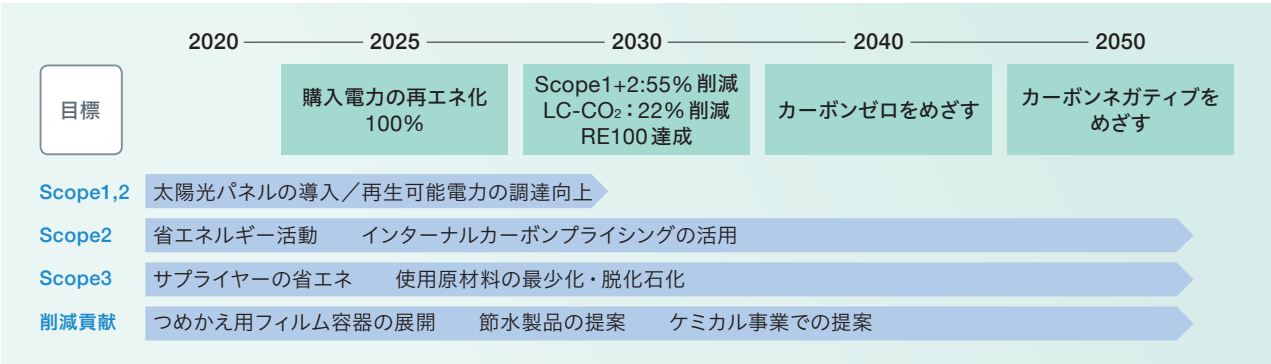 2020 2025 2030 2040 2050
目標
購入電力の再エネ化
100%
Scope1+2:55% 削減
LC-CO₂:22% 削減
RE100 達成
カーボンゼロをめざす
カーボンネガティブを
めざす
Scope1,2 太陽光パネルの導入/再生可能電力の調達向上
Scope2 省エネルギー活動 インターナルカーボンプライシングの活用
Scope3 サプライヤーの省エネ 使用原材料の最少化・脱化石化
削減貢献 つめかえ用フィルム容器の展開 節水製品の提案 ケミカル事業での提案